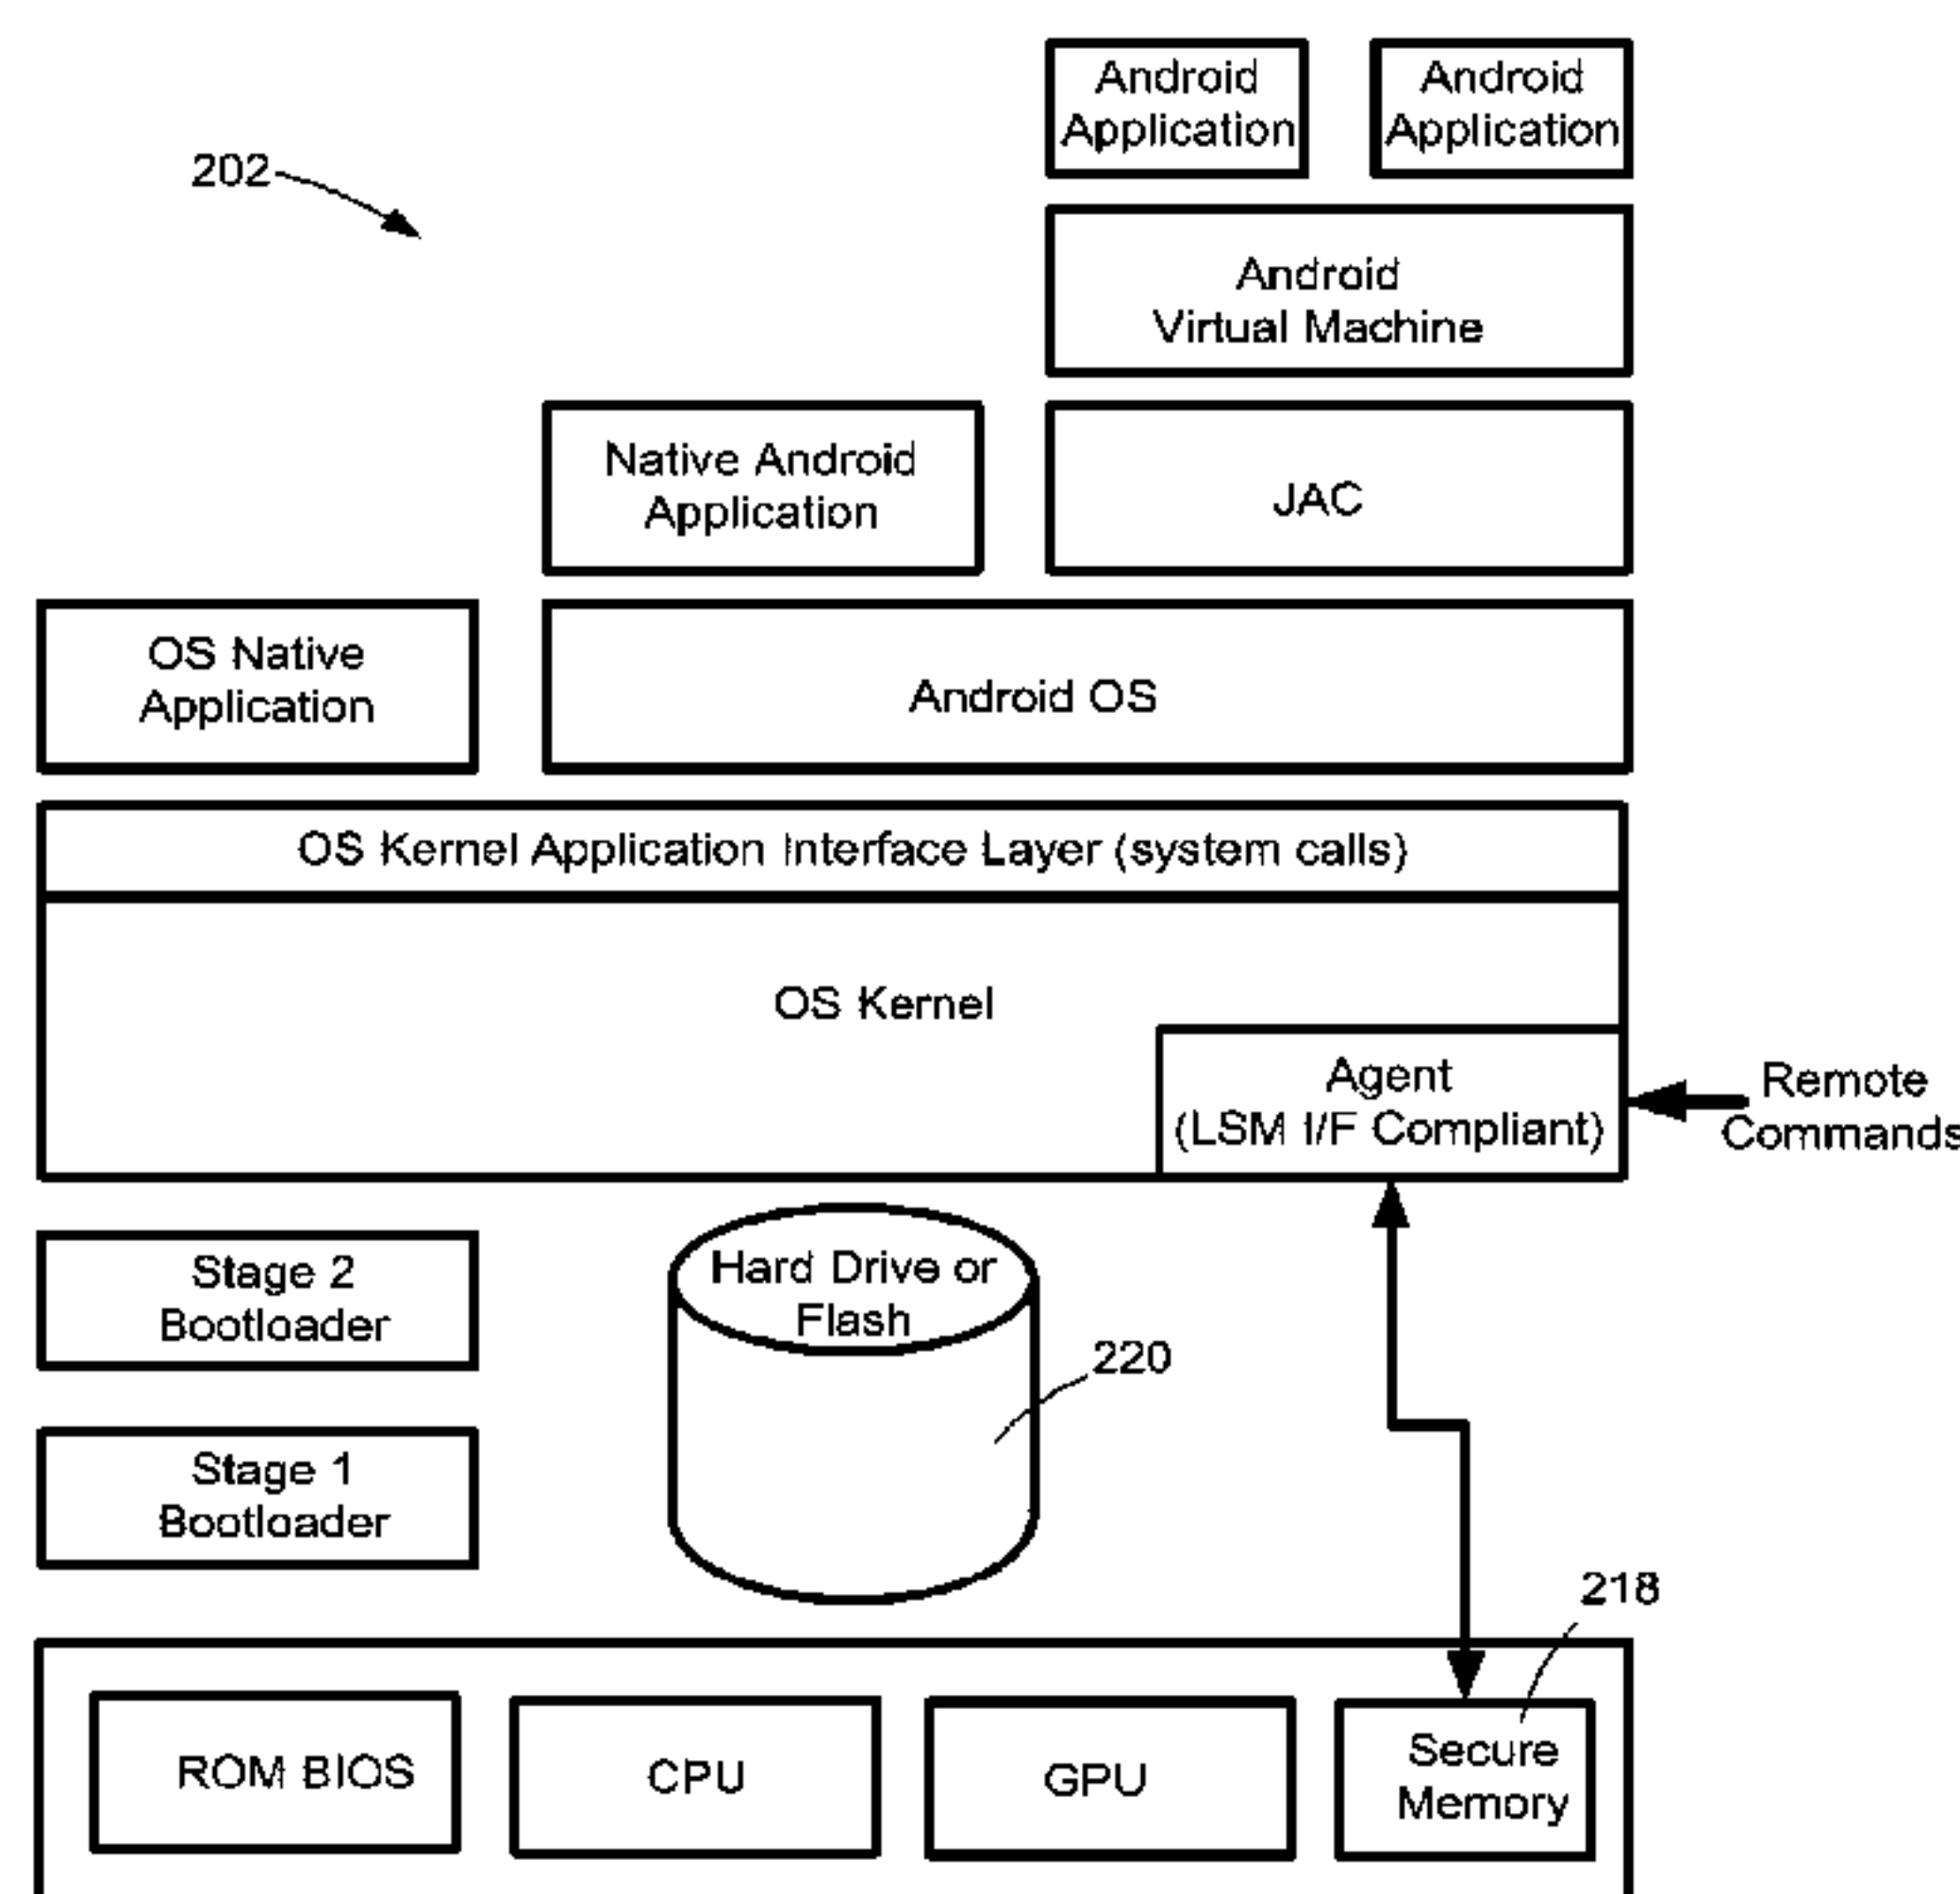 Android
Application
Android
Application
202
Android
Virtual Machine
Native Android
Application
JAC
OS Native
Application
Android OS
OS Kernel Application Interface Layer (system calls)
OS Kernel
Agent
(LSM I/F Compliant)
Remote
Commands
Stage 2
Bootloader
Hard Drive or
Flash
220
Stage 1
Bootloader
218
ROM BIOS
CPU
GPU
Secure
Memory